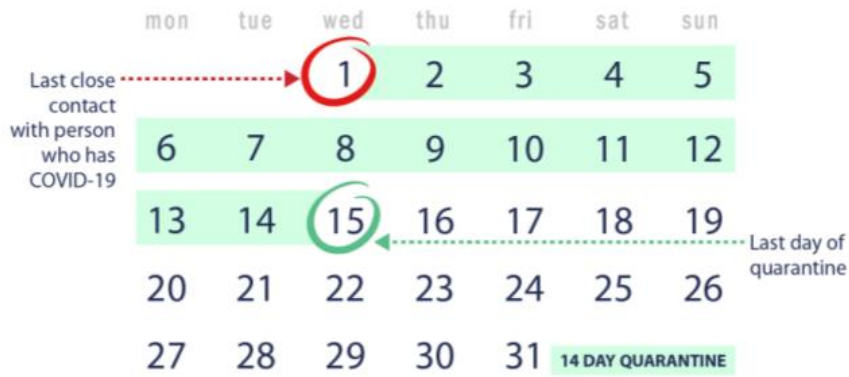 mon tue wed thu fri sat sun
Last close
contact
with person
who has
COVID-19
1 2 3 4 5
6 7 8 9 10 11 12
13 14 15 16 17 18 19
Last day of
quarantine
20 21 22 23 24 25 26
27 28 29 30 31 14 DAY QUARANTINE